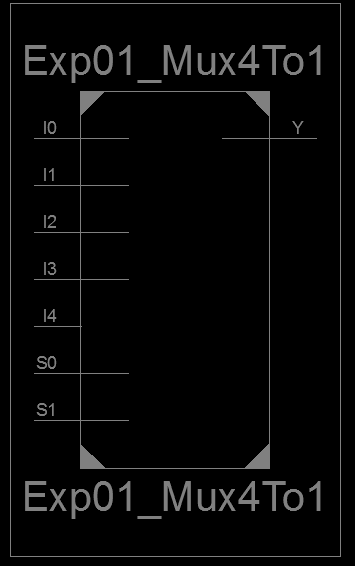 Exp01_Mux4To1
I0
Y
I1
I2
I3
I4
S0
S1
Exp01_Mux4To1